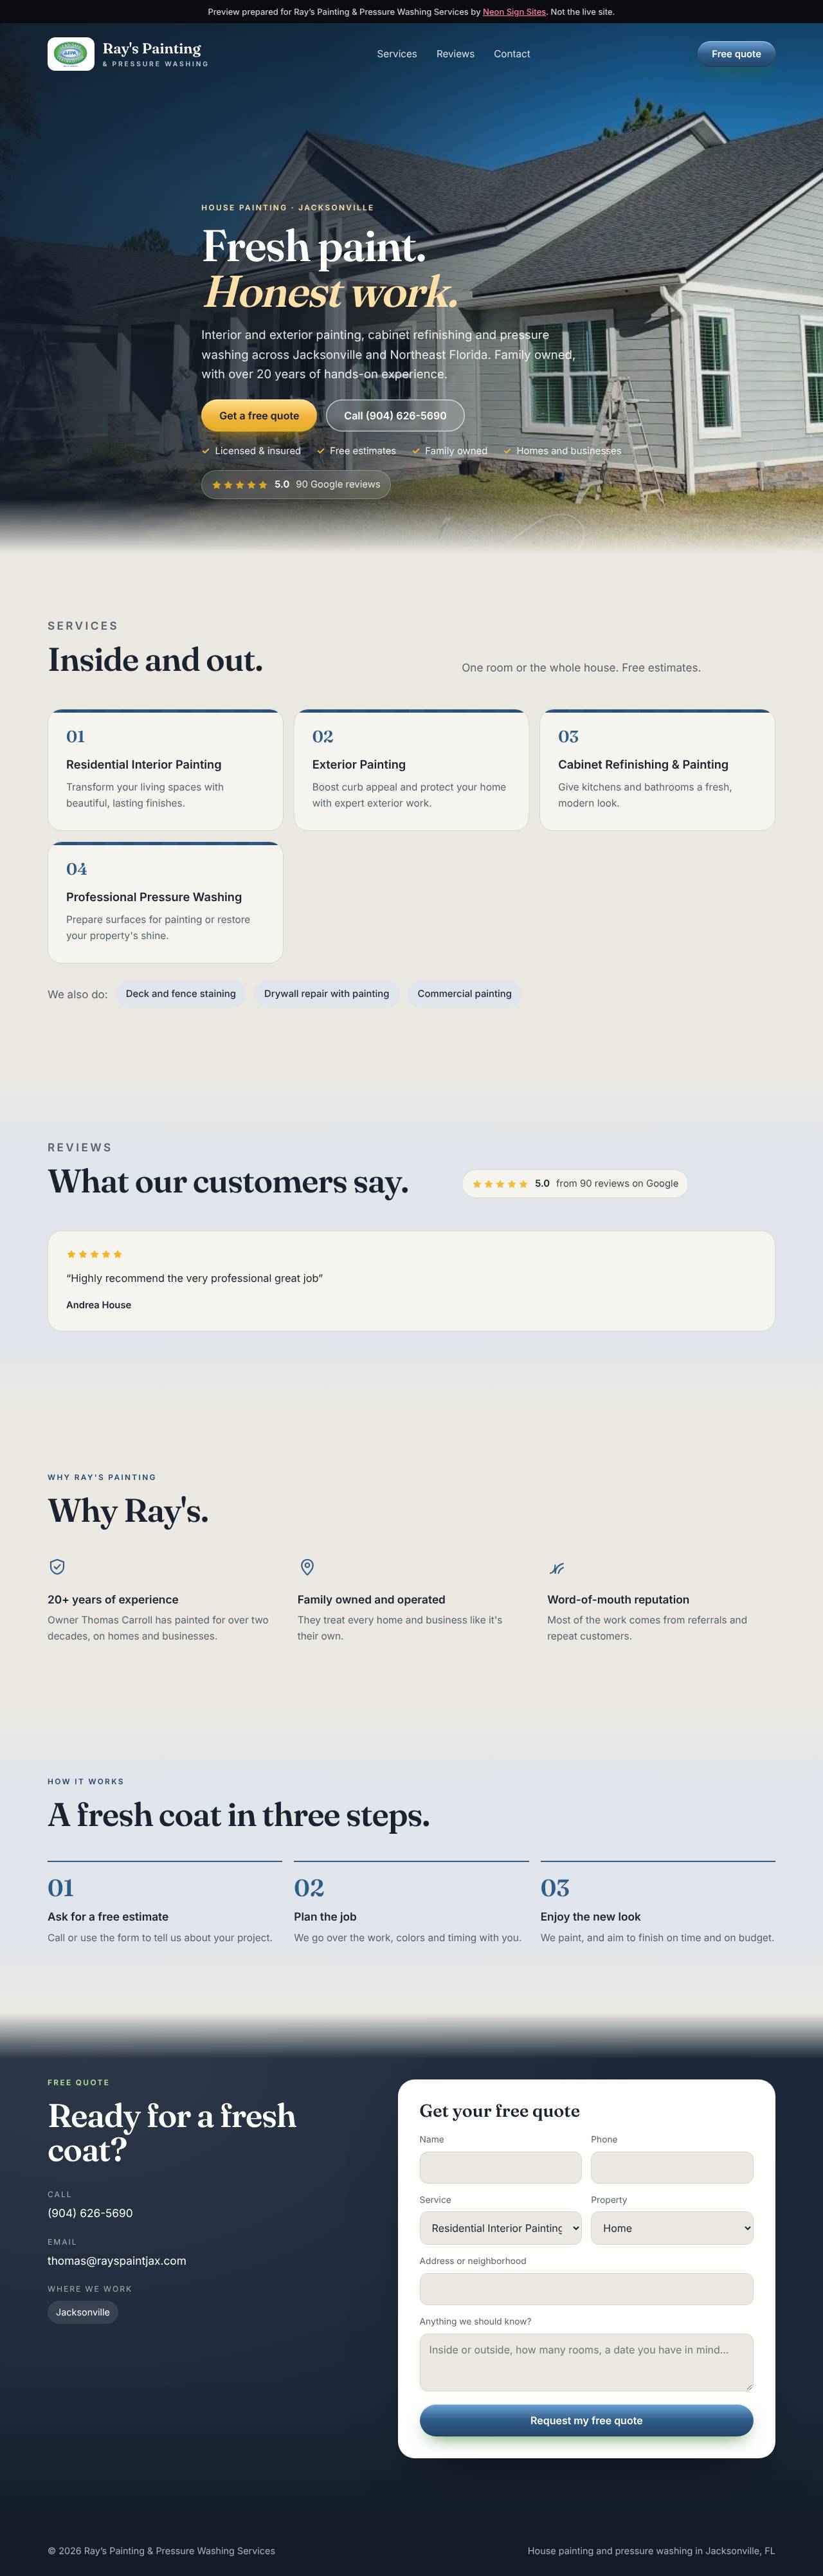 Preview prepared for Ray’s Painting & Pressure Washing Services by Neon Sign Sites. Not the live site.
Ray's Painting
& PRESSURE WASHING
Services
Reviews
Contact
Free quote
HOUSE PAINTING · JACKSONVILLE
Fresh paint.
Honest work.
Interior and exterior painting, cabinet refinishing and pressure
washing across Jacksonville and Northeast Florida. Family owned,
with over 20 years of hands-on experience.
Get a free quote
Call (904) 626-5690
✓ Licensed & insured
✓ Free estimates
✓ Family owned
✓ Homes and businesses
★★★★★ 5.0 90 Google reviews
SERVICES
Inside and out.
One room or the whole house. Free estimates.
01
Residential Interior Painting
Transform your living spaces with
beautiful, lasting finishes.
02
Exterior Painting
Boost curb appeal and protect your home
with expert exterior work.
03
Cabinet Refinishing & Painting
Give kitchens and bathrooms a fresh,
modern look.
04
Professional Pressure Washing
Prepare surfaces for painting or restore
your property's shine.
We also do:
Deck and fence staining
Drywall repair with painting
Commercial painting
REVIEWS
What our customers say.
★★★★★ 5.0 from 90 reviews on Google
★★★★★
“Highly recommend the very professional great job”
Andrea House
WHY RAY'S PAINTING
Why Ray's.
20+ years of experience
Owner Thomas Carroll has painted for over two
decades, on homes and businesses.
Family owned and operated
They treat every home and business like it's
their own.
Word-of-mouth reputation
Most of the work comes from referrals and
repeat customers.
HOW IT WORKS
A fresh coat in three steps.
01
Ask for a free estimate
Call or use the form to tell us about your project.
02
Plan the job
We go over the work, colors and timing with you.
03
Enjoy the new look
We paint, and aim to finish on time and on budget.
FREE QUOTE
Ready for a fresh
coat?
CALL
(904) 626-5690
EMAIL
thomas@rayspaintjax.com
WHERE WE WORK
Jacksonville
Get your free quote
Name
Phone
Service
Property
Residential Interior Painting
Home
Address or neighborhood
Anything we should know?
Inside or outside, how many rooms, a date you have in mind...
Request my free quote
© 2026 Ray’s Painting & Pressure Washing Services
House painting and pressure washing in Jacksonville, FL